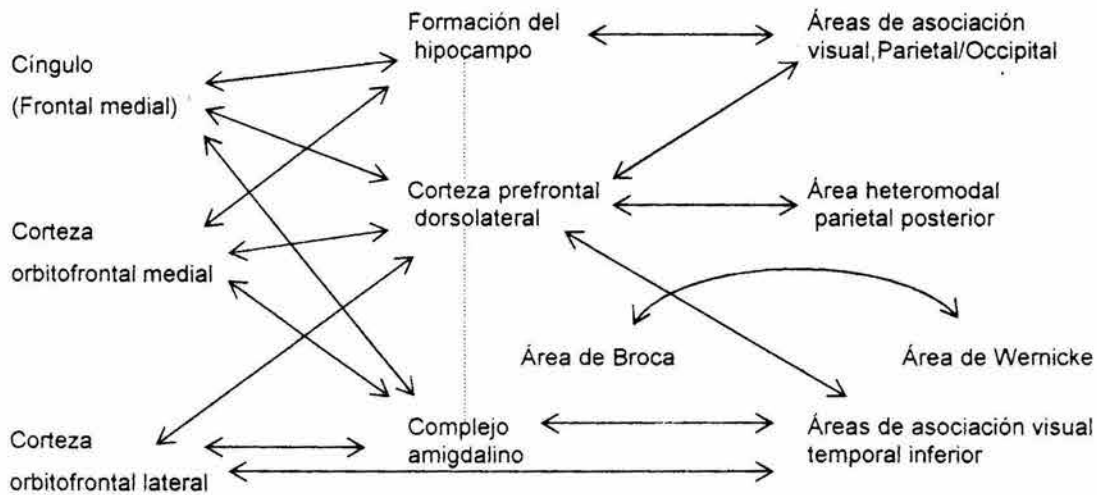 Formación del
hipocampo
Áreas de asociación
visual,Parietal/Occipital
Cíngulo
(Frontal medial)
Corteza prefrontal
dorsolateral
Área heteromodal
parietal posterior
Corteza
orbitofrontal medial
Área de Broca
Área de Wernicke
Corteza
orbitofrontal lateral
Complejo
amigdalino
Áreas de asociación visual
temporal inferior